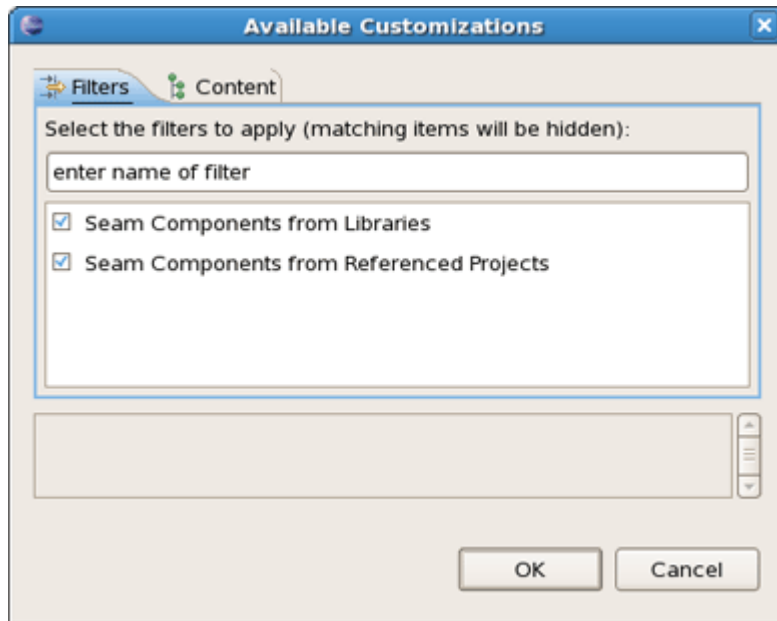 Available Customizations
Filters
Content
Select the filters to apply (matching items will be hidden):
enter name of filter
Seam Components from Libraries
Seam Components from Referenced Projects
OK
Cancel